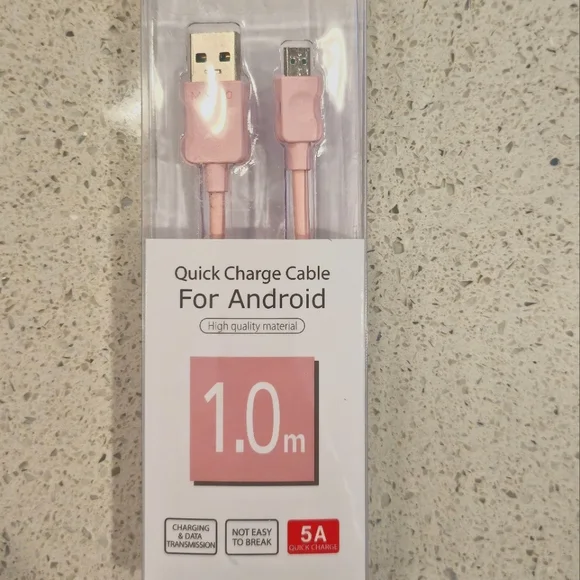 Quick Charge Cable
For Android
High quality material
1.0m
CHARGING
& DATA
TRANSMISSION
NOT EASY
TO BREAK
5A
QUICK CHARGE